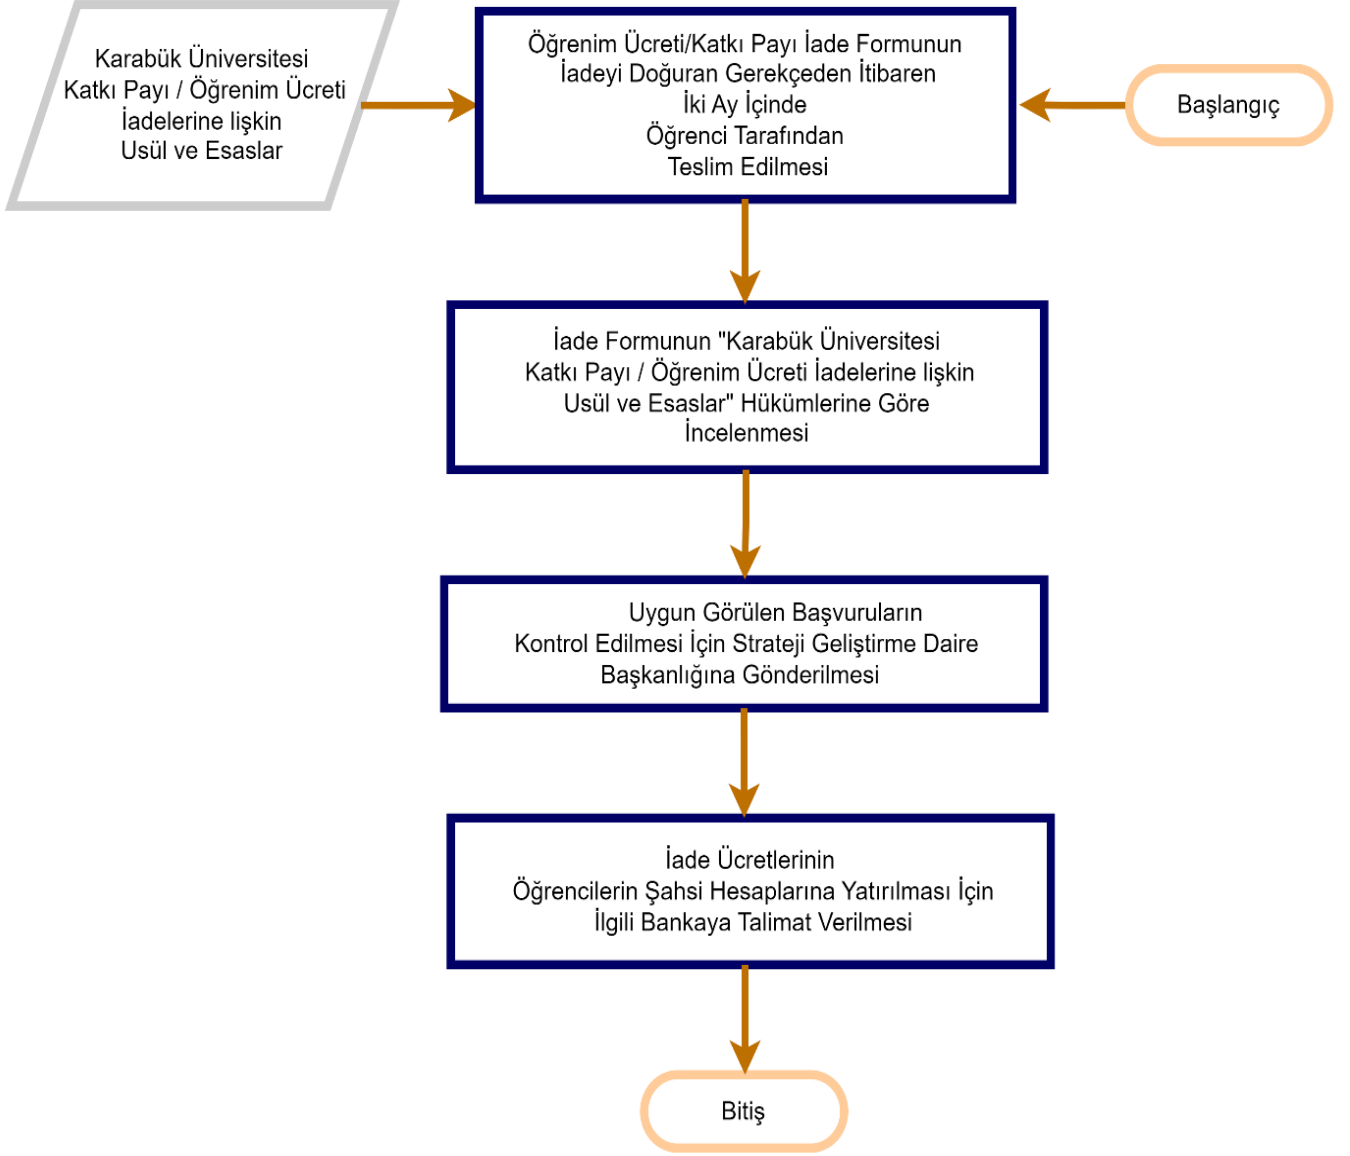 Karabük Üniversitesi
Katkı Payı / Öğrenim Ücreti
İadelerine lişkin
Usül ve Esaslar
Öğrenim Ücreti/Katkı Payı İade Formunun
İadeyi Doğuran Gerekçeden İtibaren
İki Ay İçinde
Öğrenci Tarafından
Teslim Edilmesi
Başlangıç
İade Formunun "Karabük Üniversitesi
Katkı Payı / Öğrenim Ücreti İadelerine lişkin
Usül ve Esaslar" Hükümlerine Göre
İncelenmesi
Uygun Görülen Başvuruların
Kontrol Edilmesi İçin Strateji Geliştirme Daire
Başkanlığına Gönderilmesi
İade Ücretlerinin
Öğrencilerin Şahsi Hesaplarına Yatırılması İçin
İlgili Bankaya Talimat Verilmesi
Bitiş